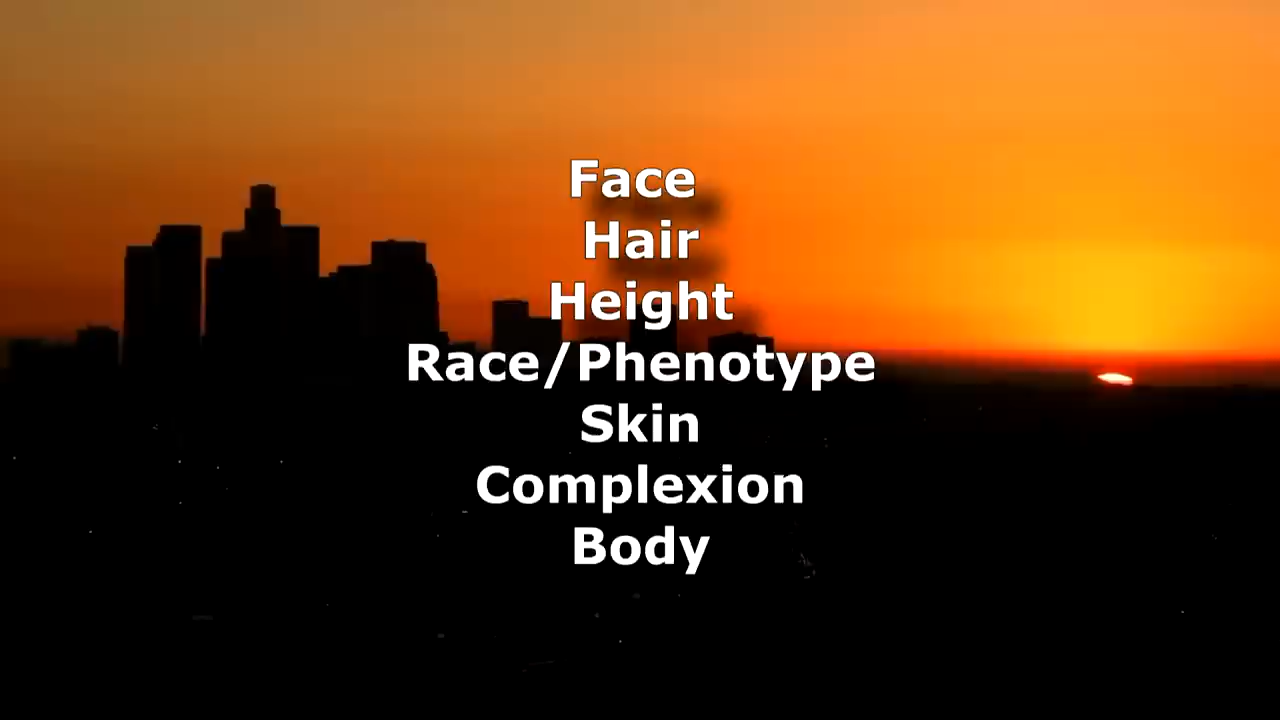 Face
Hair
Height
Race/Phenotype
Skin
Complexion
Body